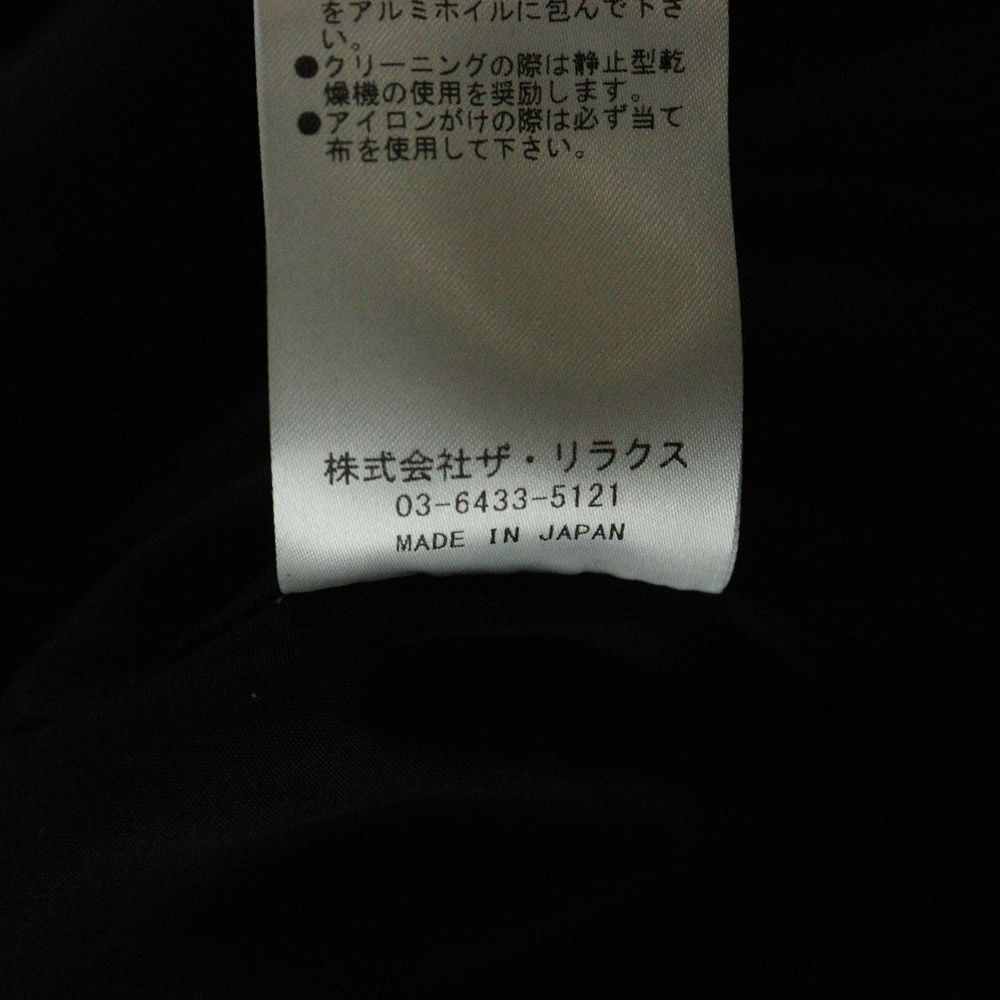 をアルミホイルに包んで下さ
い。
●クリーニングの際は静止型乾
燥機の使用を奨励します。
●アイロンがけの際は必ず当て
布を使用して下さい。
株式会社ザ・リラクス
03-6433-5121
MADE IN JAPAN